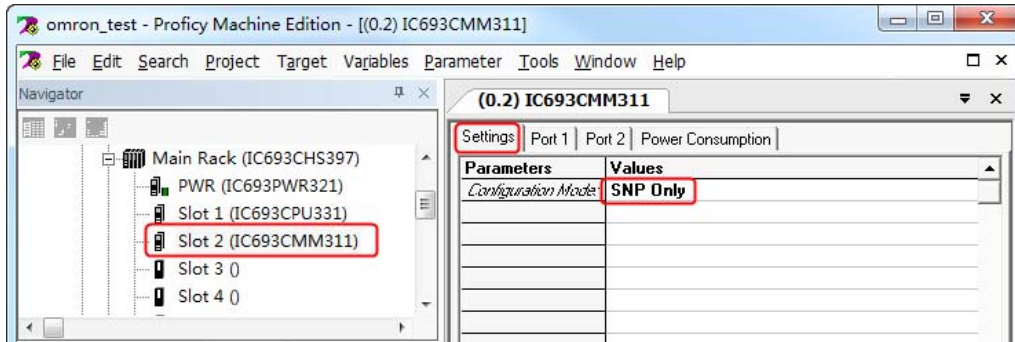 omron_test - Proficy Machine Edition - [(0.2) IC693CMM311]
File Edit Search Project Target Variables Parameter Tools Window Help
Navigator
(0.2) IC693CMM311
Settings Port 1 Port 2 Power Consumption
Main Rack (IC693CHS397)
PWR (IC693PWR321)
Slot 1 (IC693CPU331)
Slot 2 (IC693CMM311)
Slot 3 ()
Slot 4 ()
Parameters Values
Configuration Mode: SNP Only